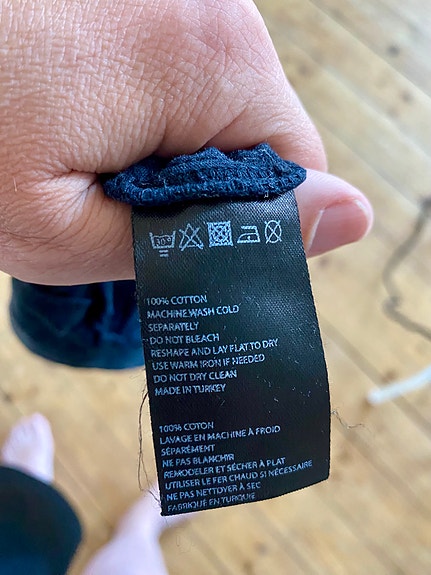 30°
100% COTTON
MACHINE WASH COLD
SEPARATELY
DO NOT BLEACH
RESHAPE AND LAY FLAT TO DRY
USE WARM IRON IF NEEDED
DO NOT DRY CLEAN
MADE IN TURKEY
100% COTON
LAVAGE EN MACHINE À FROID
SÉPARÉMENT
NE PAS BLANCHIR
REMODELER ET SÉCHER À PLAT
UTILISER LE FER CHAUD SI NÉCESSAIRE
NE PAS NETTOYER À SEC
FABRIQUÉ EN TURQUIE